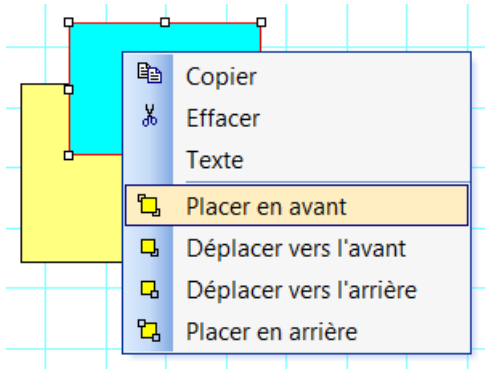 Copier
Effacer
Texte
Placer en avant
Déplacer vers l'avant
Déplacer vers l'arrière
Placer en arrière